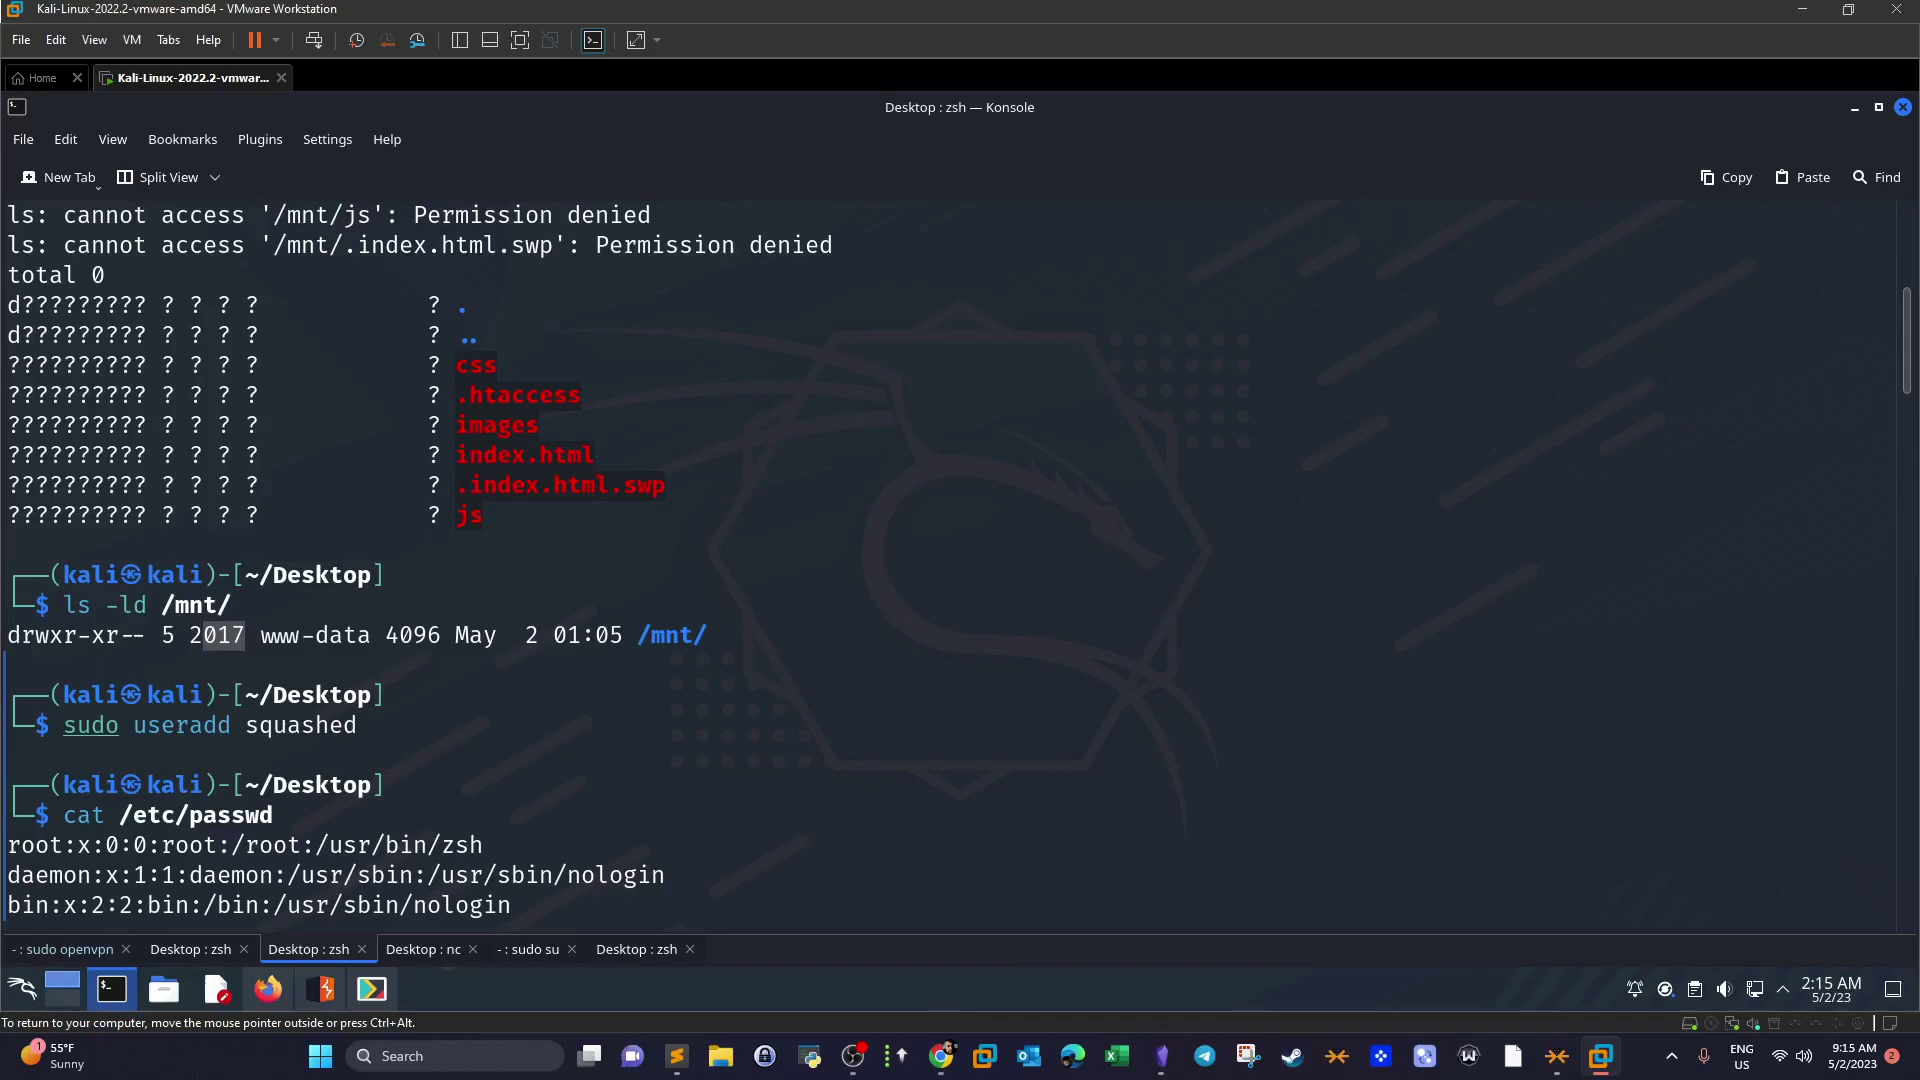 Kali-Linux-2022.2-vmware-amd64 - VMware Workstation
File Edit View VM Tabs Help
Home Kali-Linux-2022.2-vmwar...
Desktop : zsh — Konsole
File Edit View Bookmarks Plugins Settings Help
New Tab Split View Copy Paste Find
ls: cannot access '/mnt/js': Permission denied
ls: cannot access '/mnt/.index.html.swp': Permission denied
total 0
d????????? ? ? ? ?            ? .
d????????? ? ? ? ?            ? ..
?????????? ? ? ? ?            ? css
?????????? ? ? ? ?            ? .htaccess
?????????? ? ? ? ?            ? images
?????????? ? ? ? ?            ? index.html
?????????? ? ? ? ?            ? .index.html.swp
?????????? ? ? ? ?            ? js
┌──(kali㉿kali)-[~/Desktop]
└─$ ls -ld /mnt/
drwxr-xr-- 5 2017 www-data 4096 May  2 01:05 /mnt/
┌──(kali㉿kali)-[~/Desktop]
└─$ sudo useradd squashed
┌──(kali㉿kali)-[~/Desktop]
└─$ cat /etc/passwd
root:x:0:0:root:/root:/usr/bin/zsh
daemon:x:1:1:daemon:/usr/sbin:/usr/sbin/nologin
bin:x:2:2:bin:/bin:/usr/sbin/nologin
- : sudo openvpn Desktop : zsh Desktop : zsh Desktop : nc - : sudo su Desktop : zsh
2:15 AM
5/2/23
To return to your computer, move the mouse pointer outside or press Ctrl+Alt.
1 55°F
Sunny
Search
ENG
US
9:15 AM
5/2/2023
2